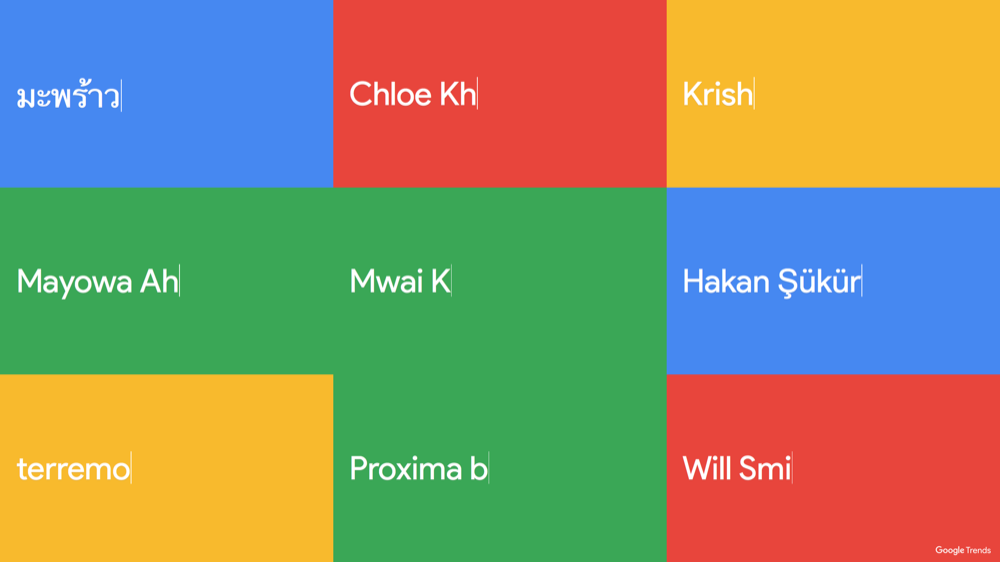 มะพร้าว
Chloe Kh
Krish
Mayowa Ah
Mwai K
Hakan Şükür
terremo
Proxima b
Will Smi
Google Trends